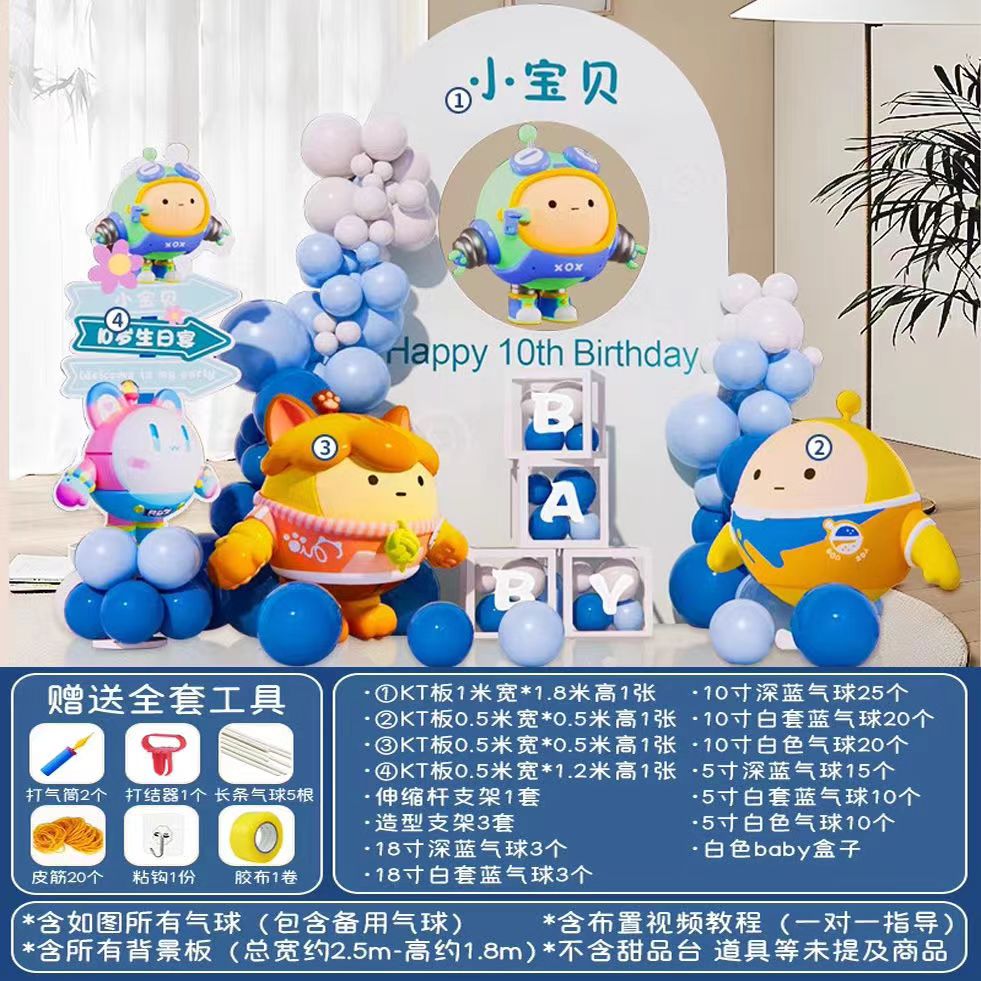 ①小宝贝
XOX
XOX
小宝贝
④
10岁生日宴
Welcome to my party
Happy 10th Birthday
③
②
B
A
B Y
赠送全套工具
打气筒2个 打结器1个 长条气球5根
皮筋20个 粘钩1份 胶布1卷
·①KT板1米宽*1.8米高1张
·②KT板0.5米宽*0.5米高1张
·③KT板0.5米宽*0.5米高1张
·④KT板0.5米宽*1.2米高1张
·伸缩杆支架1套
·造型支架3套
·18寸深蓝气球3个
·18寸白套蓝气球3个
·10寸深蓝气球25个
·10寸白套蓝气球20个
·10寸白色气球20个
·5寸深蓝气球15个
·5寸白套蓝气球10个
·5寸白色气球10个
·白色baby盒子
*含如图所有气球（包含备用气球） *含布置视频教程（一对一指导）
*含所有背景板（总宽约2.5m-高约1.8m）*不含甜品台 道具等未提及商品